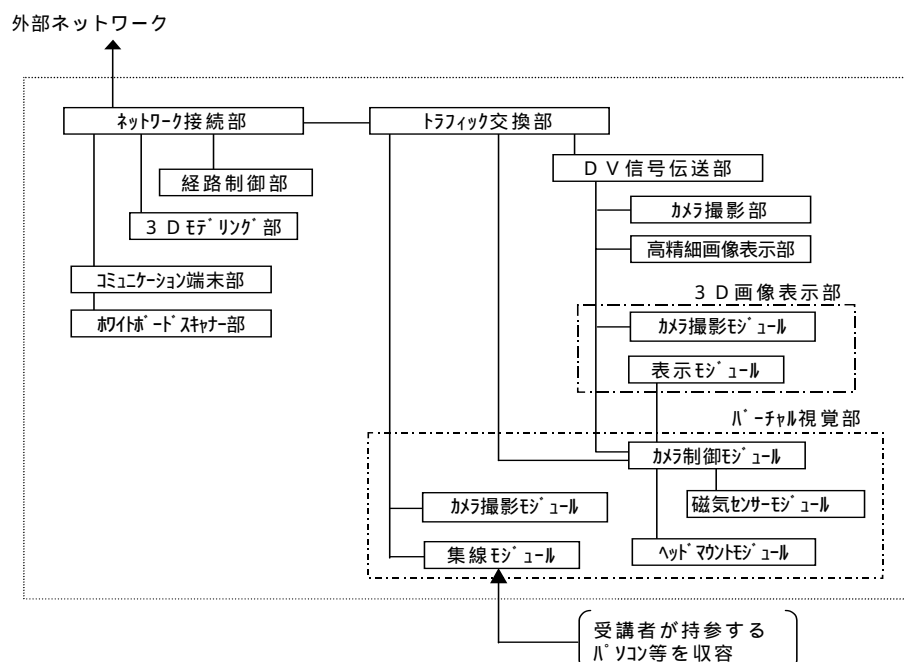 外部ネットワーク
ﾈｯﾄﾜｰｸ接続部
ﾄﾗﾌｨｯｸ交換部
ＤＶ信号伝送部
経路制御部
ｶﾒﾗ撮影部
３Ｄﾓﾃﾞﾘﾝｸﾞ部
高精細画像表示部
ｺﾐｭﾆｹｰｼｮﾝ端末部
３Ｄ画像表示部
ﾎﾜｲﾄﾎﾞｰﾄﾞｽｷｬﾅｰ部
ｶﾒﾗ撮影ﾓｼﾞｭｰﾙ
表示ﾓｼﾞｭｰﾙ
ﾊﾞｰﾁｬﾙ視覚部
ｶﾒﾗ制御ﾓｼﾞｭｰﾙ
ｶﾒﾗ撮影ﾓｼﾞｭｰﾙ
磁気ｾﾝｻｰﾓｼﾞｭｰﾙ
集線ﾓｼﾞｭｰﾙ
ﾍｯﾄﾞﾏｳﾝﾄﾓｼﾞｭｰﾙ
受講者が持参する
ﾊﾟｿｺﾝ等を収容